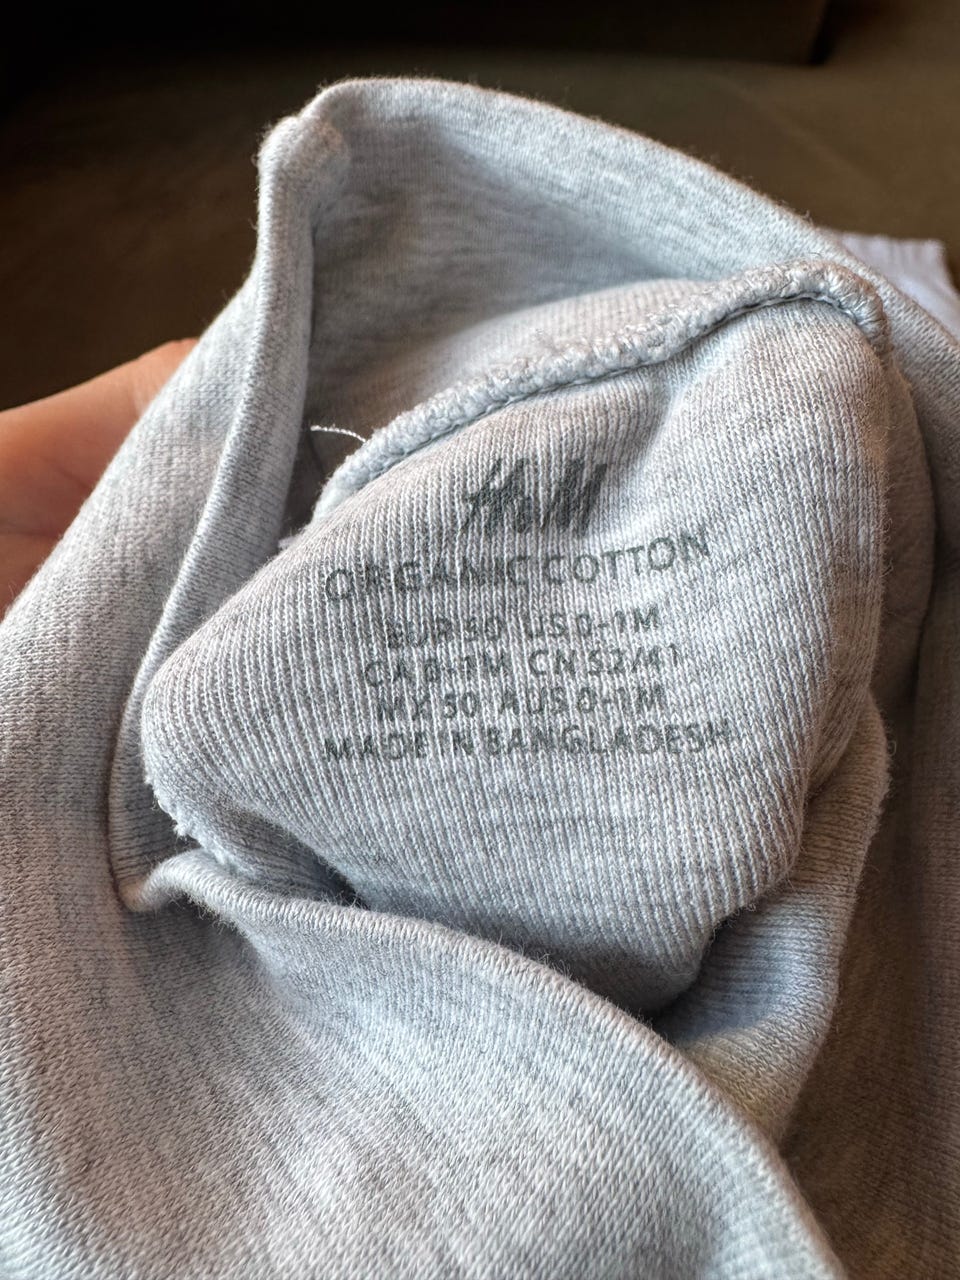 H&M
ORGANIC COTTON
EUR 50 US 0-1M
CA 0-1M CN 52/41
MX 50 AUS 0-1M
MADE IN BANGLADESH